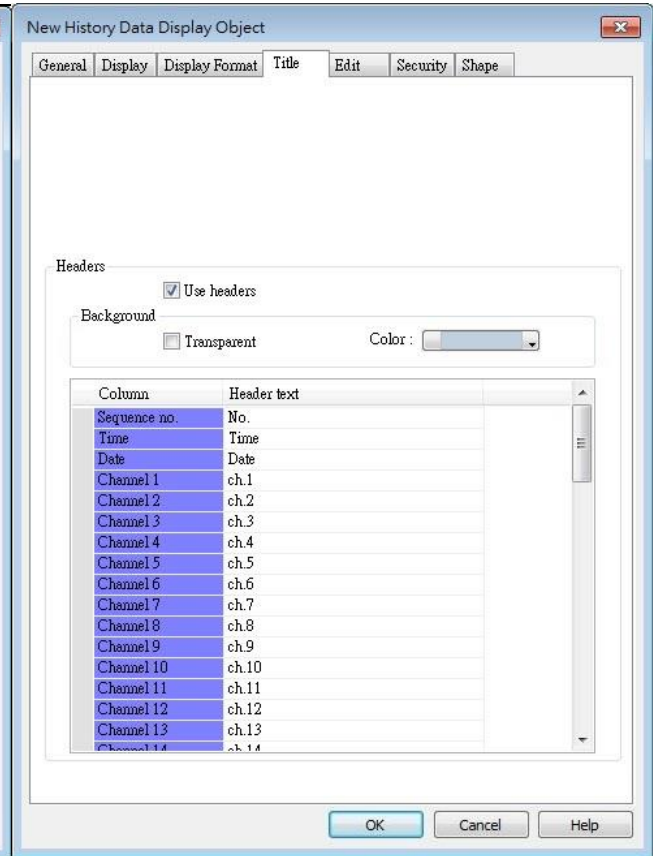 New History Data Display Object
General Display Display Format Title Edit Security Shape
Headers
Use headers
Background
Transparent Color :
Column Header text
Sequence no. No.
Time Time
Date Date
Channel 1 ch.1
Channel 2 ch.2
Channel 3 ch.3
Channel 4 ch.4
Channel 5 ch.5
Channel 6 ch.6
Channel 7 ch.7
Channel 8 ch.8
Channel 9 ch.9
Channel 10 ch.10
Channel 11 ch.11
Channel 12 ch.12
Channel 13 ch.13
Channel 14 ch.14
OK Cancel Help